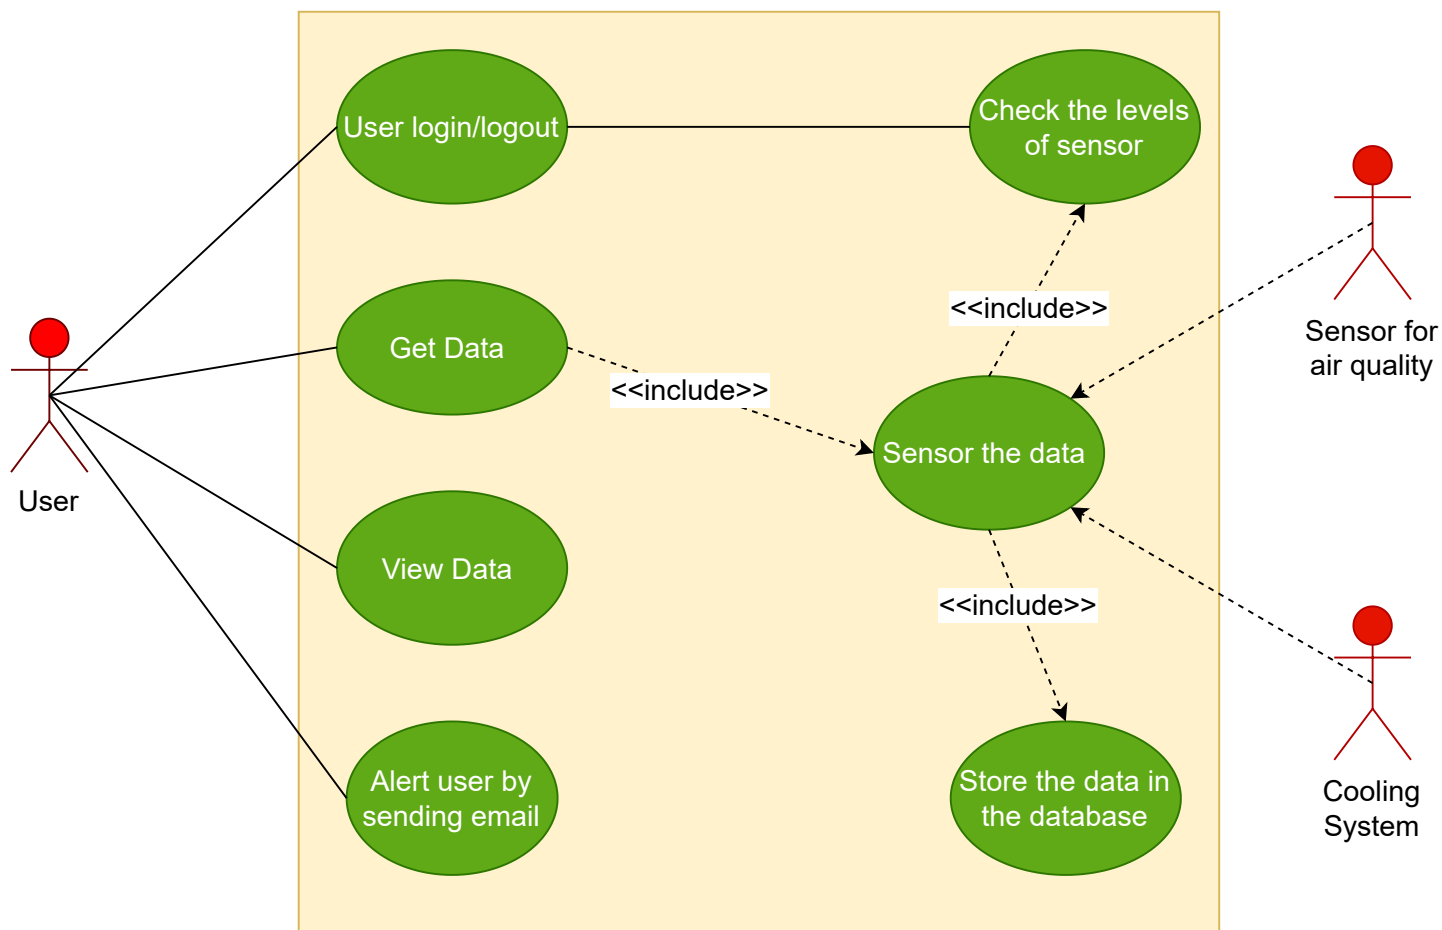 User login/logout
Check the levels
of sensor
<<include>>
Sensor for
air quality
Get Data
<<include>>
Sensor the data
User
View Data
<<include>>
Alert user by
sending email
Store the data in
the database
Cooling
System